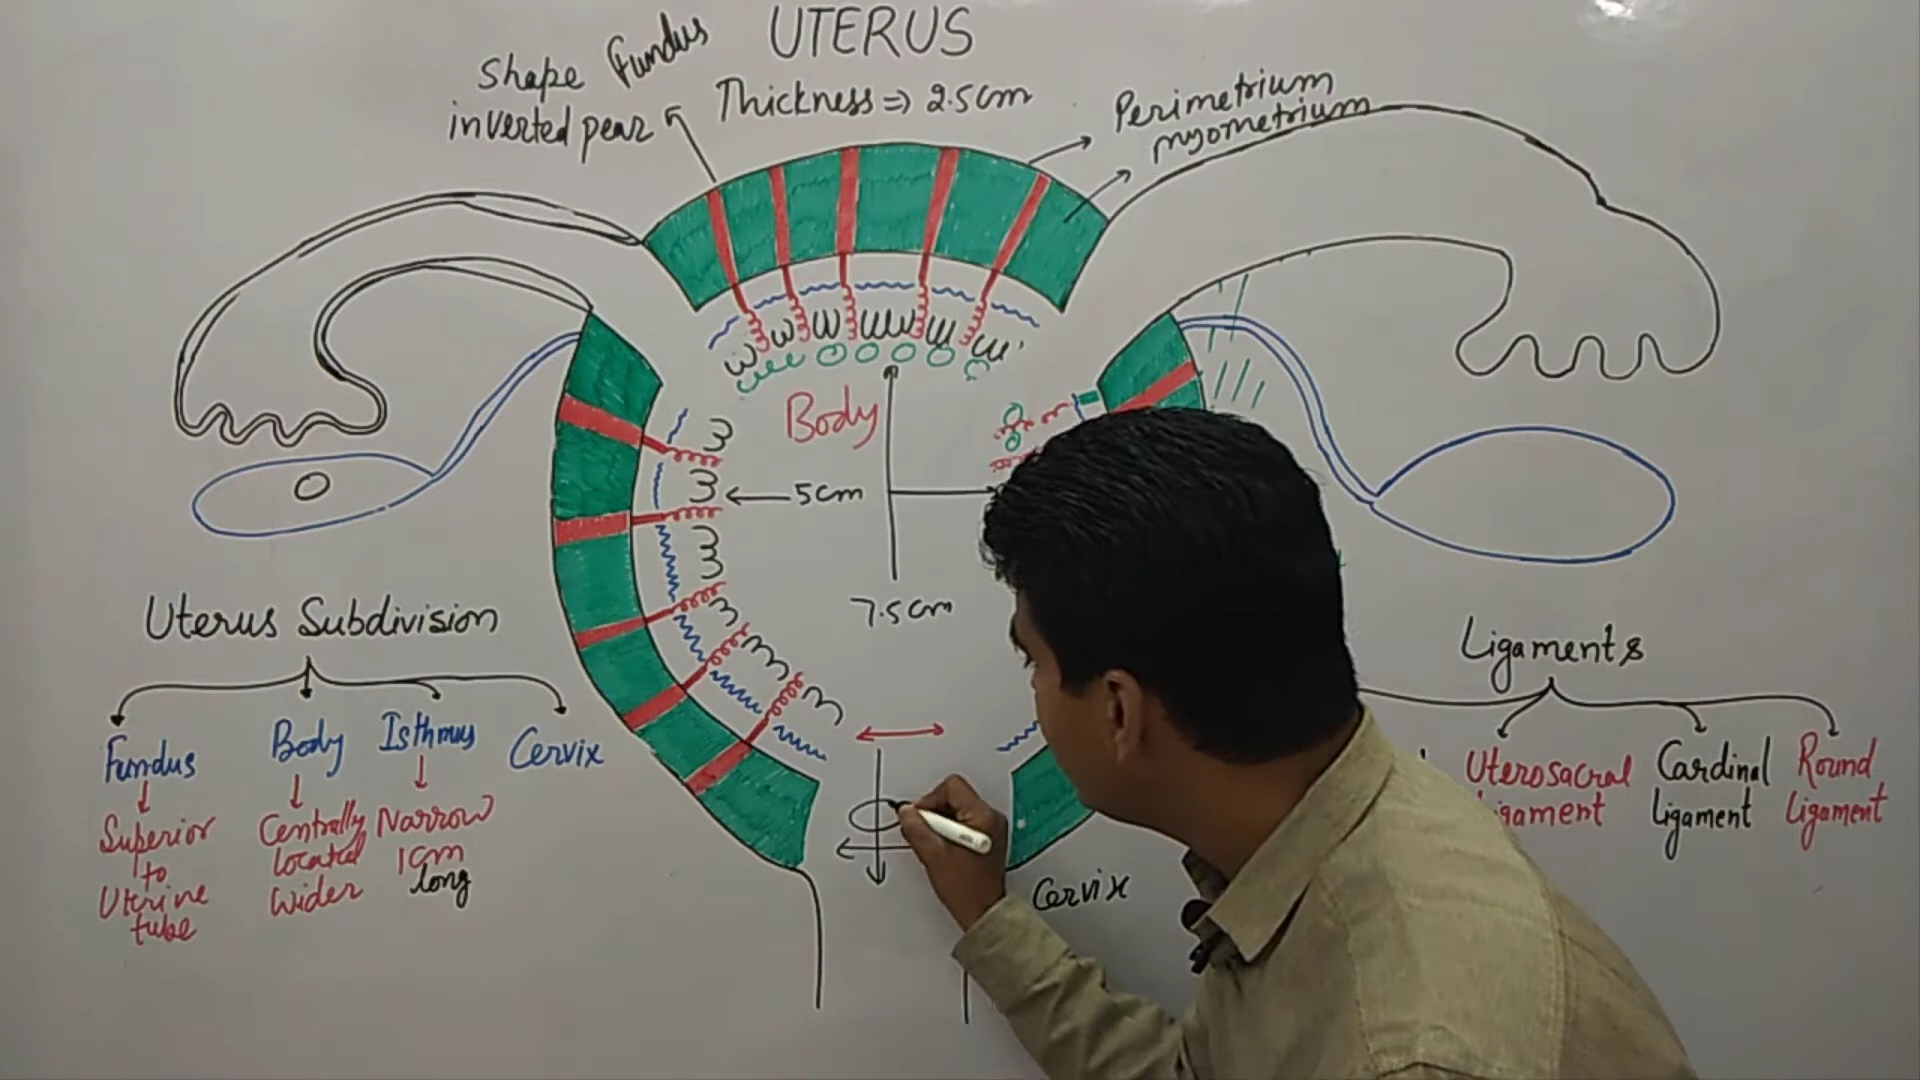 UTERUS
Shape Fundus
inverted pear
Thickness => 2.5cm
Perimetrium
myometrium
Body
5cm
7.5cm
Uterus Subdivision
Fundus
Superior
to
Uterine
tube
Body
Centrally
located
wider
Isthmus
Narrow
1cm
long
Cervix
Ligaments
Uterosacral
Cardinal
ligament
Round
ligament
Cervix